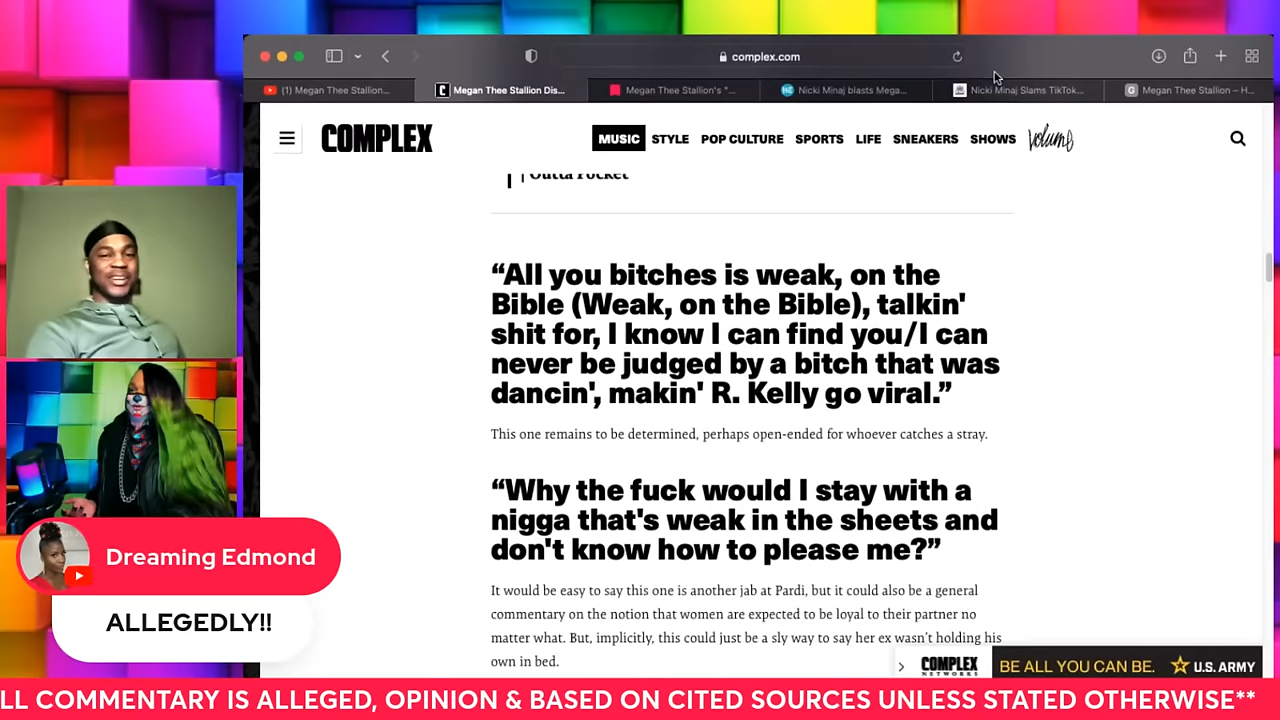 complex.com
(1) Megan Thee Stallion...
Megan Thee Stallion Dis...
Megan Thee Stallion's "...
Nicki Minaj blasts Mega...
Nicki Minaj Slams TikTok...
Megan Thee Stallion – H...
COMPLEX
MUSIC STYLE POP CULTURE SPORTS LIFE SNEAKERS SHOWS Volume
Outta Pocket
“All you bitches is weak, on the
Bible (Weak, on the Bible), talkin'
shit for, I know I can find you/I can
never be judged by a bitch that was
dancin', makin' R. Kelly go viral.”
This one remains to be determined, perhaps open-ended for whoever catches a stray.
“Why the fuck would I stay with a
nigga that's weak in the sheets and
don't know how to please me?”
It would be easy to say this one is another jab at Pardi, but it could also be a general
commentary on the notion that women are expected to be loyal to their partner no
matter what. But, implicitly, this could just be a sly way to say her ex wasn’t holding his
own in bed.
Dreaming Edmond
ALLEGEDLY!!
COMPLEX
NETWORKS
BE ALL YOU CAN BE. U.S. ARMY
LL COMMENTARY IS ALLEGED, OPINION & BASED ON CITED SOURCES UNLESS STATED OTHERWISE**